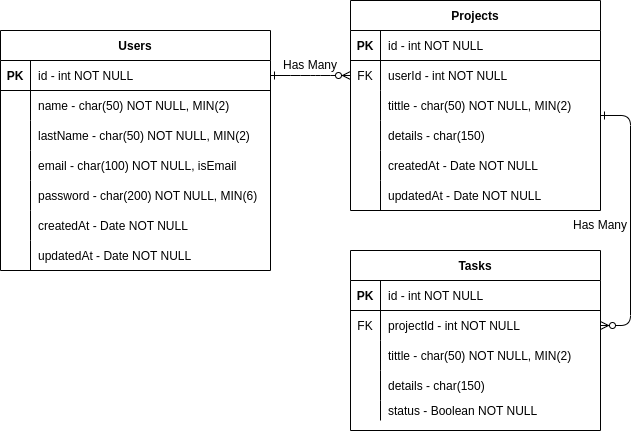 Users
PK id - int NOT NULL
name - char(50) NOT NULL, MIN(2)
lastName - char(50) NOT NULL, MIN(2)
email - char(100) NOT NULL, isEmail
password - char(200) NOT NULL, MIN(6)
createdAt - Date NOT NULL
updatedAt - Date NOT NULL
Has Many
Projects
PK id - int NOT NULL
FK userId - int NOT NULL
tittle - char(50) NOT NULL, MIN(2)
details - char(150)
createdAt - Date NOT NULL
updatedAt - Date NOT NULL
Has Many
Tasks
PK id - int NOT NULL
FK projectId - int NOT NULL
tittle - char(50) NOT NULL, MIN(2)
details - char(150)
status - Boolean NOT NULL